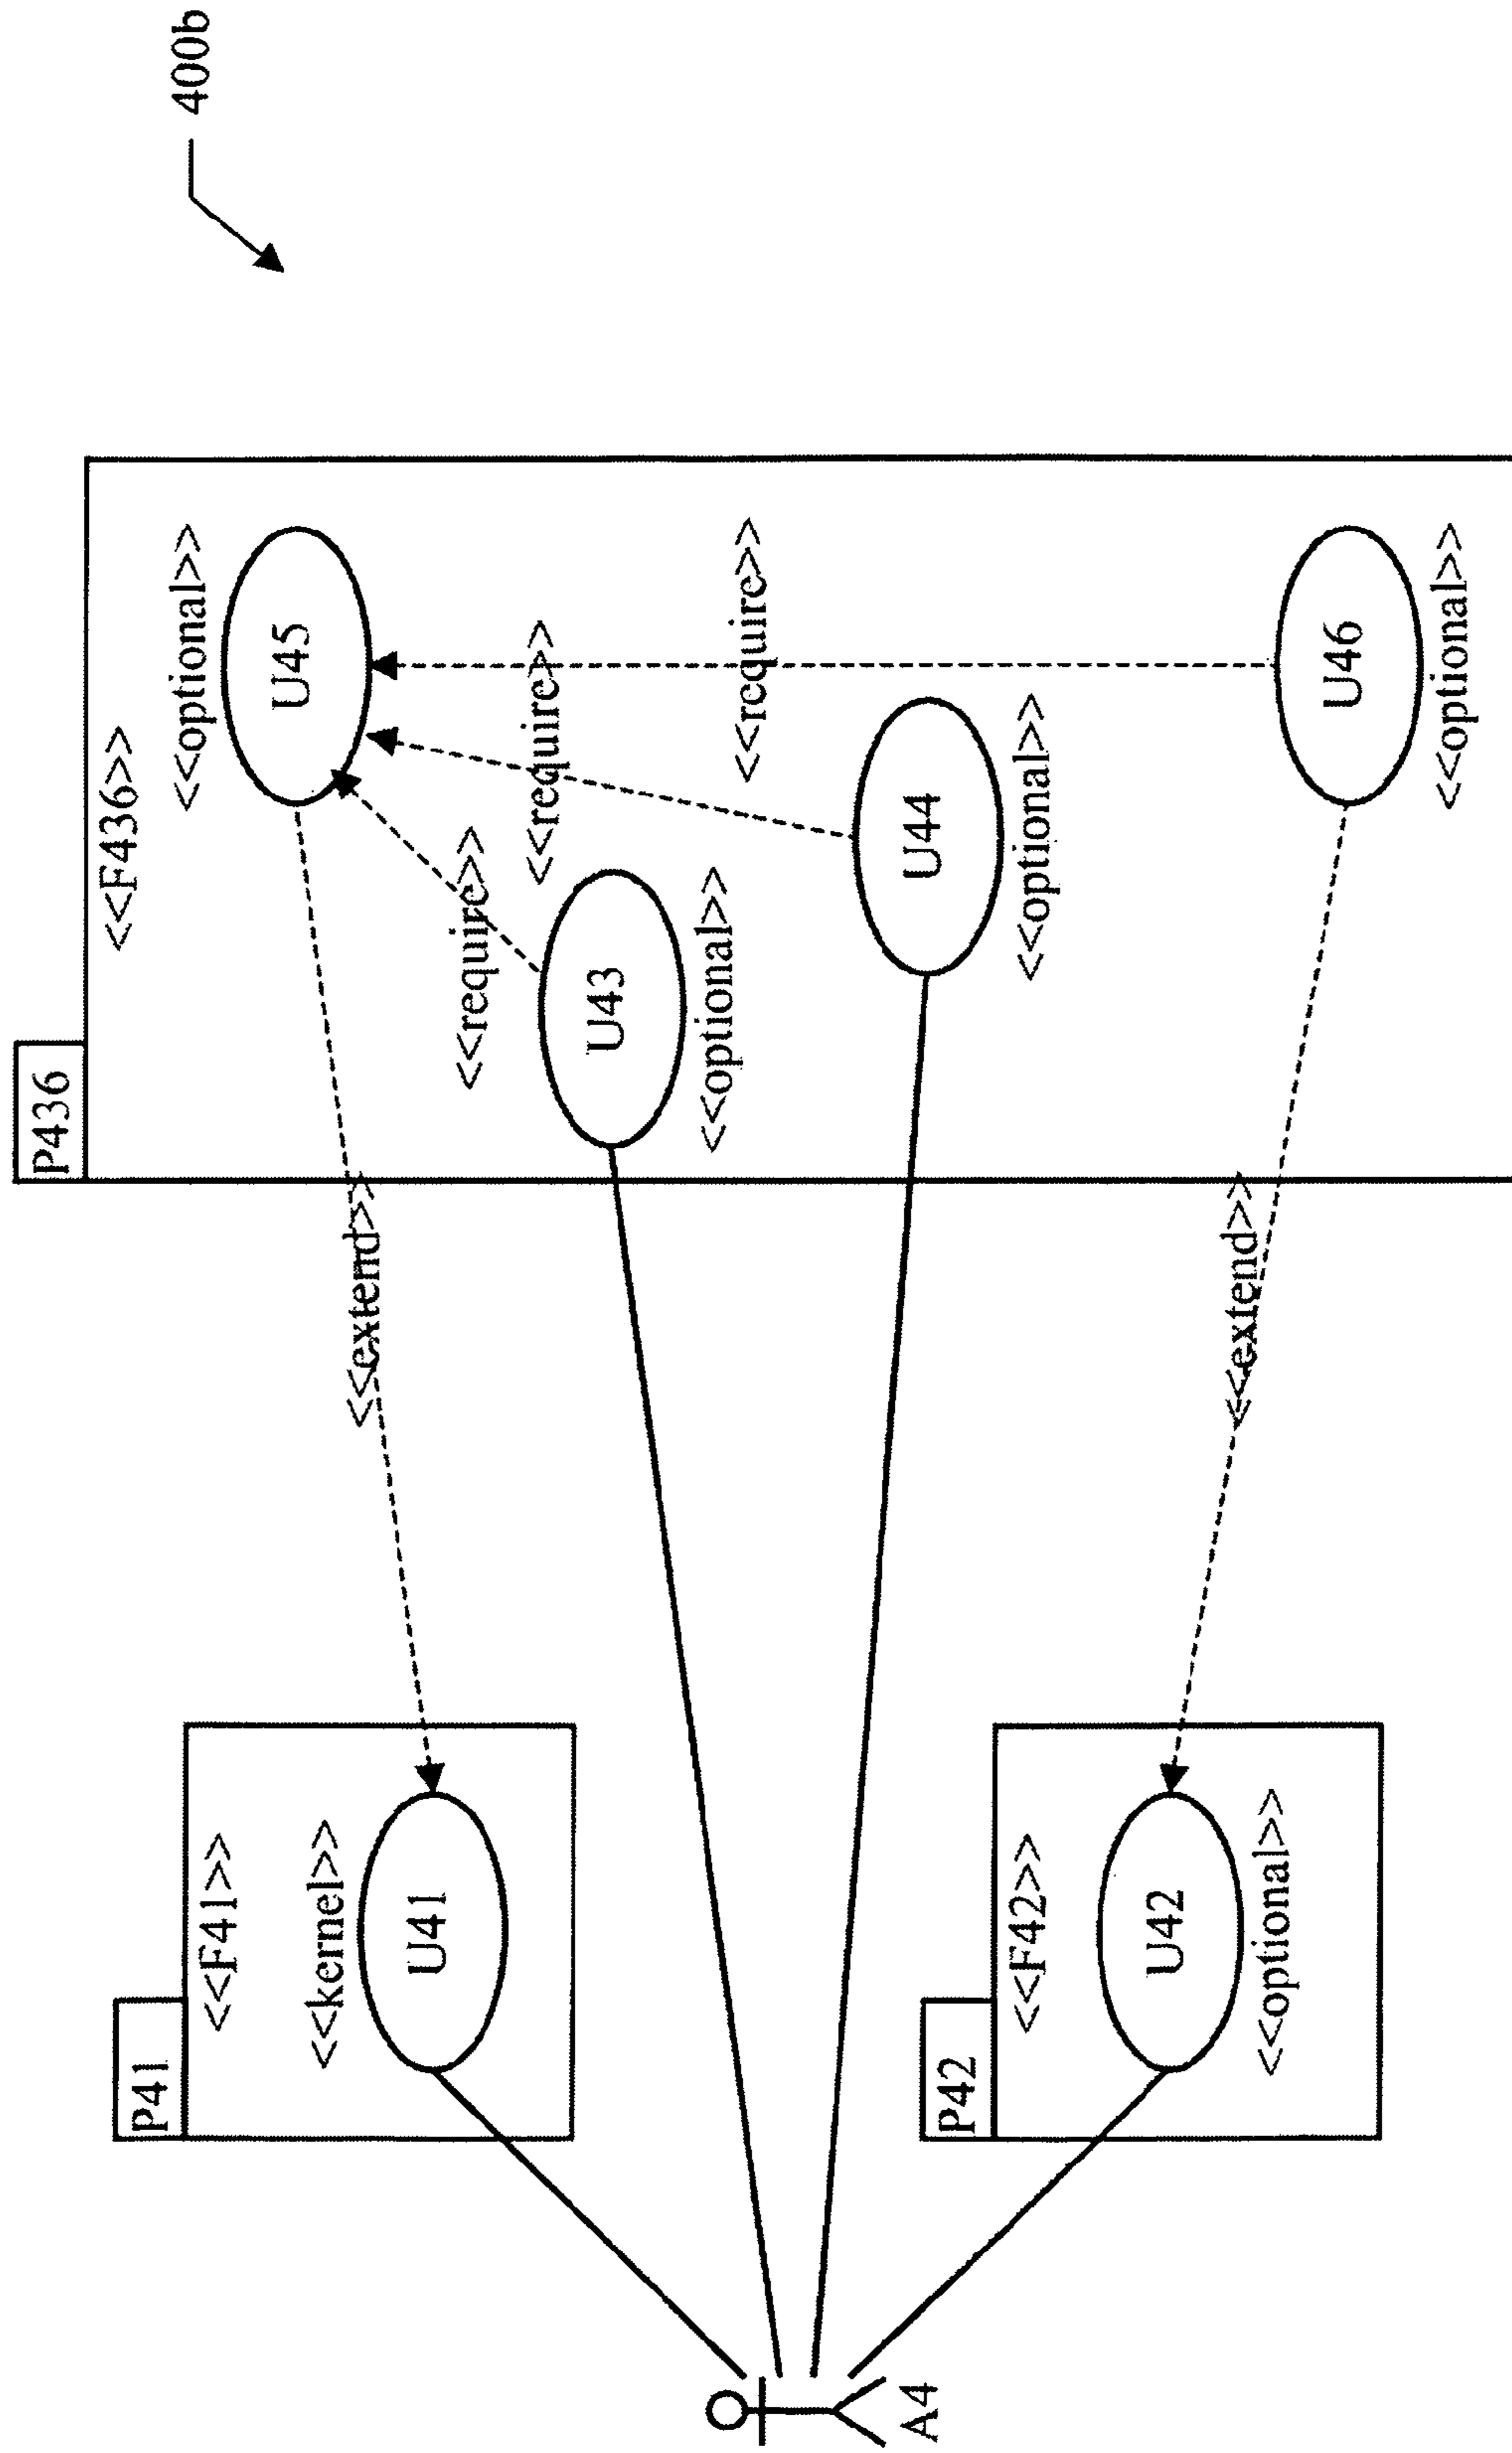 400b
P436
<<F436>>
<<optional>>
U45
<<require>>
<<require>>
<<require>>
U43
<<optional>>
U44
<<optional>>
U46
<<optional>>
<<extend>>
<<extend>>
P41
<<F41>>
<<kernel>>
U41
P42
<<F42>>
U42
<<optional>>
A4